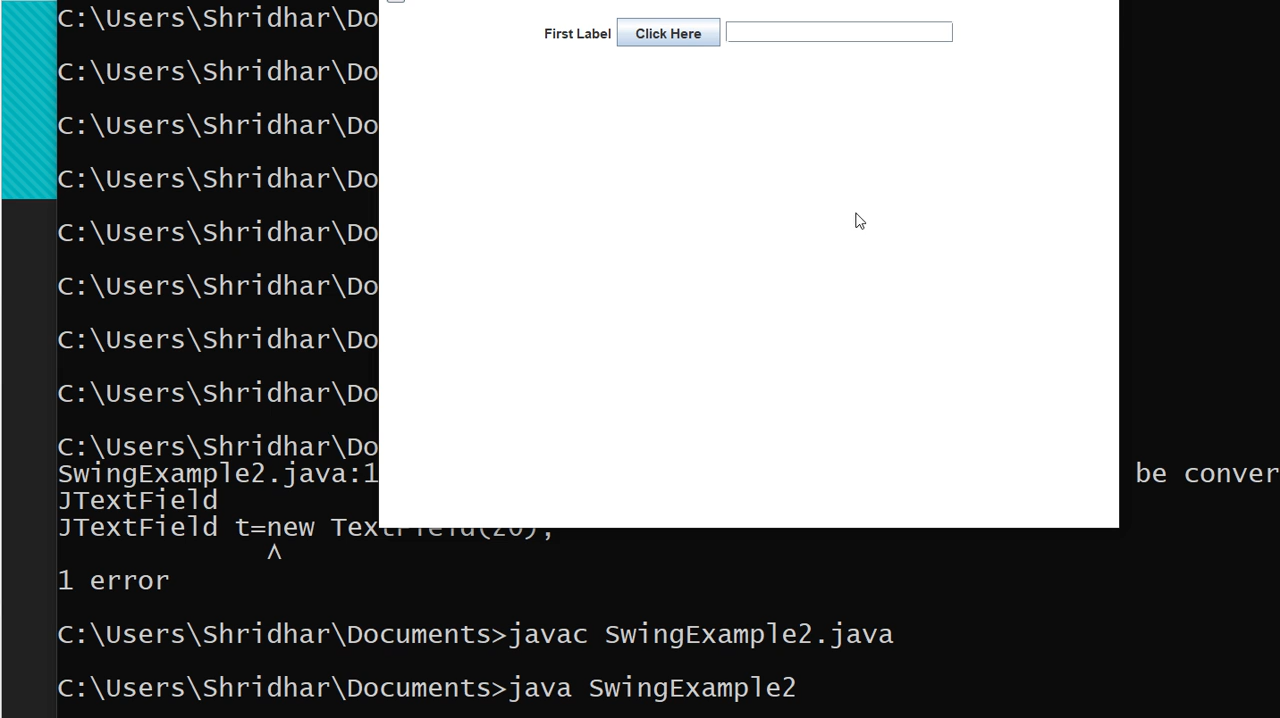 C:\Users\Shridhar\Do
First Label Click Here
C:\Users\Shridhar\Do
C:\Users\Shridhar\Do
C:\Users\Shridhar\Do
C:\Users\Shridhar\Do
C:\Users\Shridhar\Do
C:\Users\Shridhar\Do
C:\Users\Shridhar\Do
C:\Users\Shridhar\Do
SwingExample2.java:1 be conver
JTextField
JTextField t=new TextField(20);
^
1 error
C:\Users\Shridhar\Documents>javac SwingExample2.java
C:\Users\Shridhar\Documents>java SwingExample2